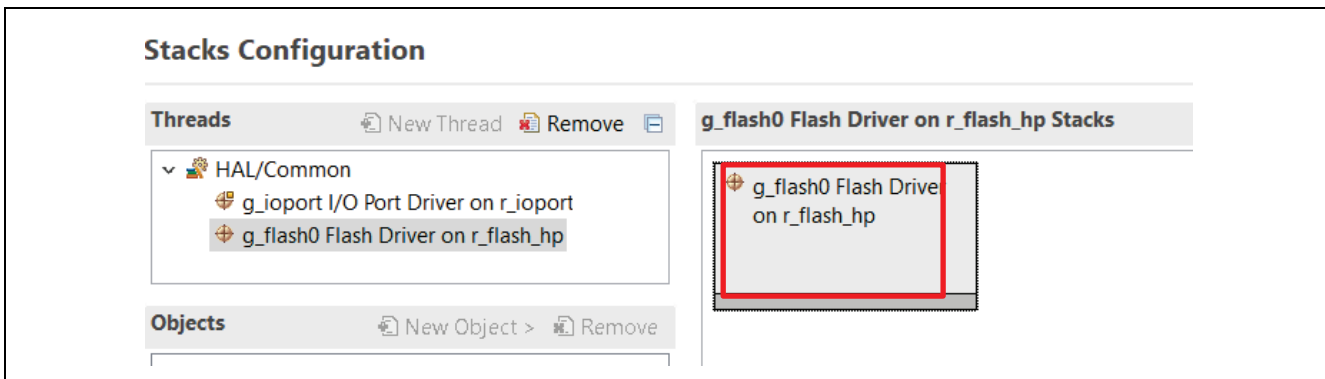 Stacks Configuration
Threads
New Thread
Remove
HAL/Common
g_ioport I/O Port Driver on r_ioport
g_flash0 Flash Driver on r_flash_hp
Objects
New Object >
Remove
g_flash0 Flash Driver on r_flash_hp Stacks
g_flash0 Flash Driver
on r_flash_hp